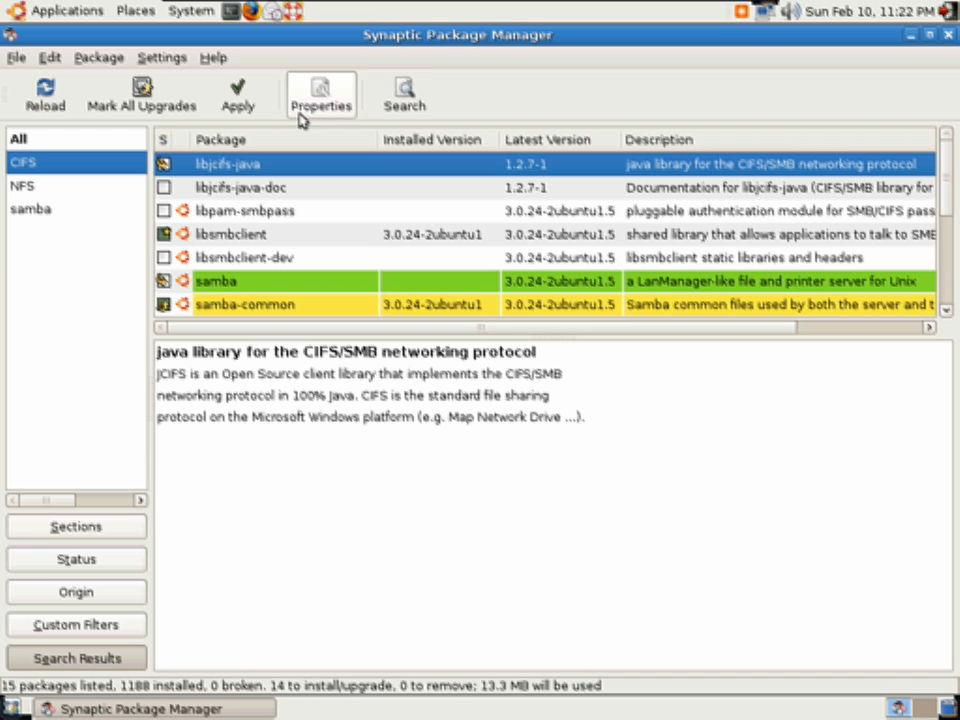 Applications Places System Sun Feb 10, 11:22 PM
Synaptic Package Manager
File Edit Package Settings Help
Reload Mark All Upgrades Apply Properties Search
All
CIFS
NFS
samba
S Package Installed Version Latest Version Description
libjcifs-java 1.2.7-1 java library for the CIFS/SMB networking protocol
libjcifs-java-doc 1.2.7-1 Documentation for libjcifs-java (CIFS/SMB library for
libpam-smbpass 3.0.24-2ubuntu1.5 pluggable authentication module for SMB/CIFS pass
libsmbclient 3.0.24-2ubuntu1 3.0.24-2ubuntu1.5 shared library that allows applications to talk to SME
libsmbclient-dev 3.0.24-2ubuntu1.5 libsmbclient static libraries and headers
samba 3.0.24-2ubuntu1.5 a LanManager-like file and printer server for Unix
samba-common 3.0.24-2ubuntu1 3.0.24-2ubuntu1.5 Samba common files used by both the server and t
java library for the CIFS/SMB networking protocol
JCIFS is an Open Source client library that implements the CIFS/SMB
networking protocol in 100% Java. CIFS is the standard file sharing
protocol on the Microsoft Windows platform (e.g. Map Network Drive ...).
Sections
Status
Origin
Custom Filters
Search Results
15 packages listed, 1188 installed, 0 broken. 14 to install/upgrade, 0 to remove; 13.3 MB will be used
Synaptic Package Manager